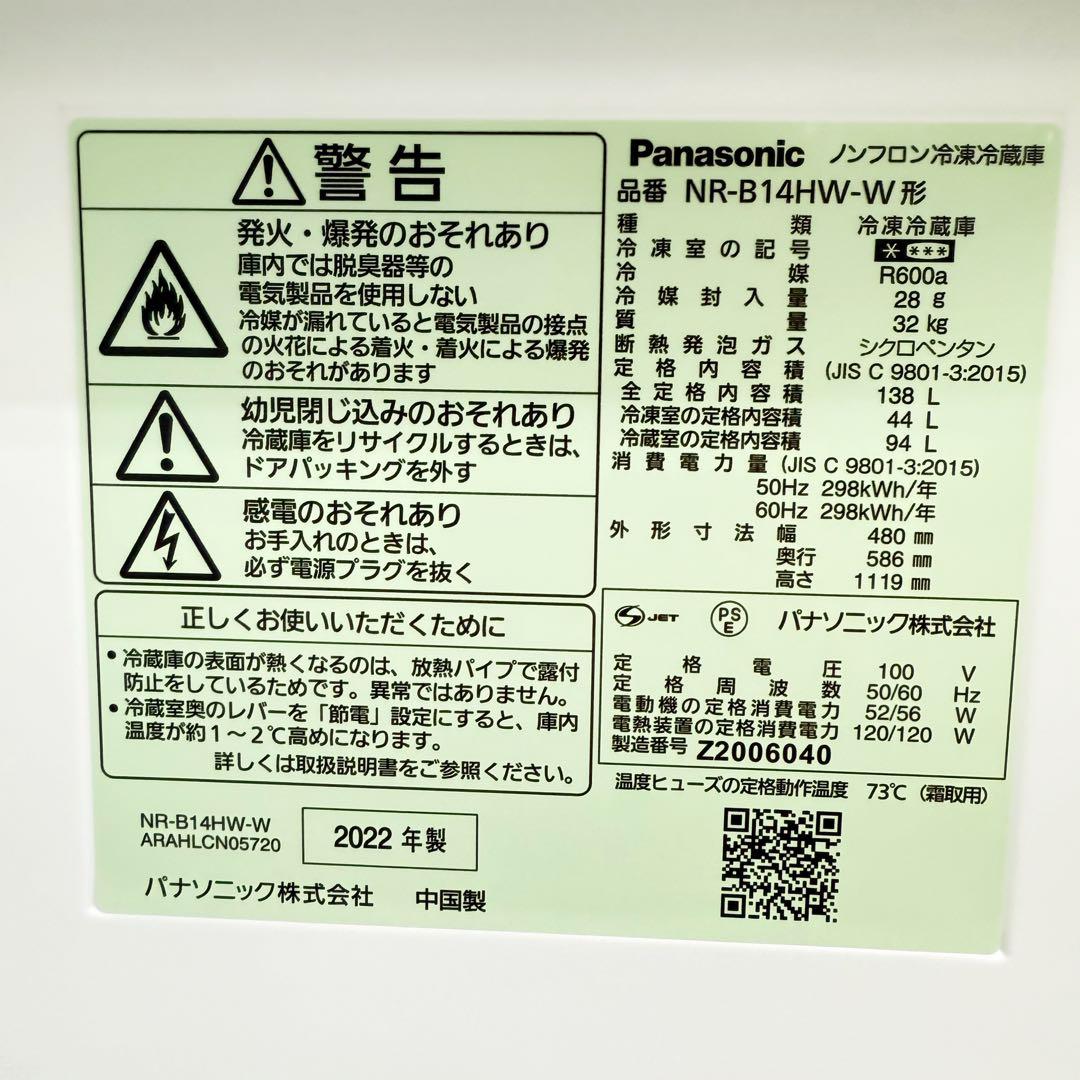 警告
発火・爆発のおそれあり
庫内では脱臭器等の
電気製品を使用しない
冷媒が漏れていると電気製品の接点
の火花による着火・着火による爆発
のおそれがあります
幼児閉じ込みのおそれあり
冷蔵庫をリサイクルするときは、
ドアパッキングを外す
感電のおそれあり
お手入れのときは、
必ず電源プラグを抜く
正しくお使いいただくために
•冷蔵庫の表面が熱くなるのは、放熱パイプで露付
防止をしているためです。異常ではありません。
•冷蔵室奥のレバーを「節電」設定にすると、庫内
温度が約1～2℃高めになります。
詳しくは取扱説明書をご参照ください。
NR-B14HW-W
ARAHLCN05720
2022年製
パナソニック株式会社 中国製
Panasonic ノンフロン冷凍冷蔵庫
品番 NR-B14HW-W形
種類 冷凍冷蔵庫
冷凍室の記号 * ***
冷媒 R600a
冷媒封入量 28 g
質量 32 kg
断熱発泡ガス シクロペンタン
定格内容積 (JIS C 9801-3:2015)
全定格内容積 138 L
冷凍室の定格内容積 44 L
冷蔵室の定格内容積 94 L
消費電力量 (JIS C 9801-3:2015)
50Hz 298kWh/年
60Hz 298kWh/年
外形寸法 幅 480 mm
奥行 586 mm
高さ 1119 mm
S JET PS E パナソニック株式会社
定格電圧 100 V
定格周波数 50/60 Hz
電動機の定格消費電力 52/56 W
電熱装置の定格消費電力 120/120 W
製造番号 Z2006040
温度ヒューズの定格動作温度 73℃(霜取用)